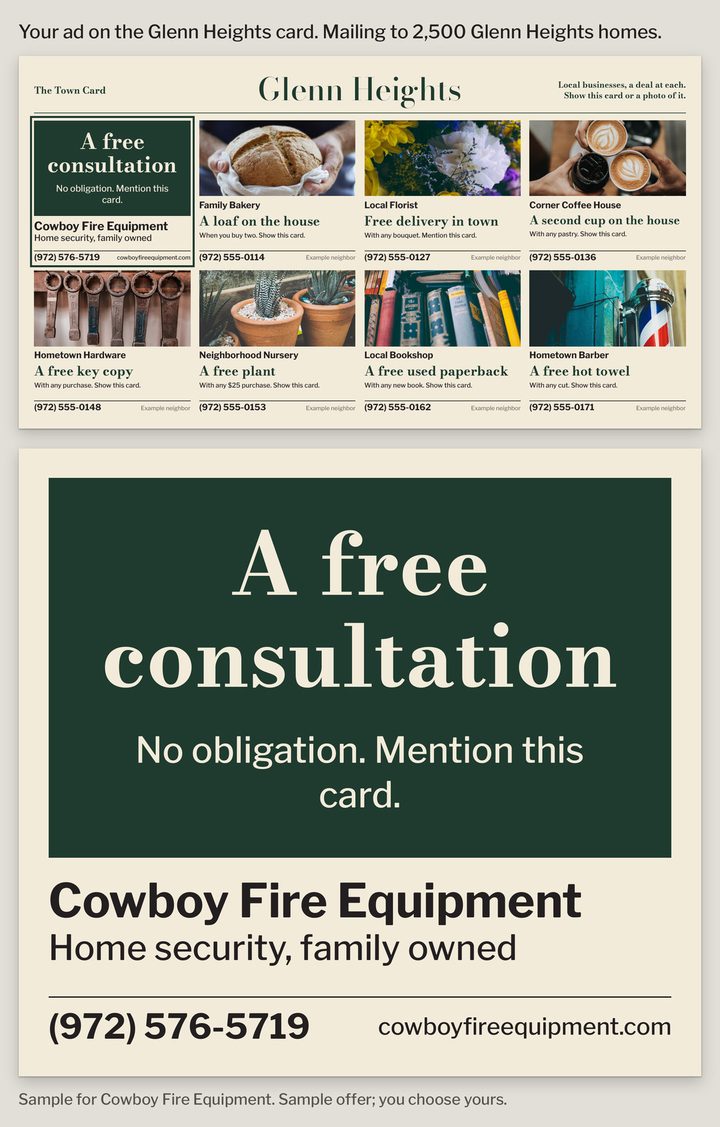 Your ad on the Glenn Heights card. Mailing to 2,500 Glenn Heights homes.
The Town Card
Glenn Heights
Local businesses, a deal at each.
Show this card or a photo of it.
A free
consultation
No obligation. Mention this
card.
Cowboy Fire Equipment
Home security, family owned
(972) 576-5719 cowboyfireequipment.com
Family Bakery
A loaf on the house
When you buy two. Show this card.
(972) 555-0114 Example neighbor
Local Florist
Free delivery in town
With any bouquet. Mention this card.
(972) 555-0127 Example neighbor
Corner Coffee House
A second cup on the house
With any pastry. Show this card.
(972) 555-0136 Example neighbor
Hometown Hardware
A free key copy
With any purchase. Show this card.
(972) 555-0148 Example neighbor
Neighborhood Nursery
A free plant
With any $25 purchase. Show this card.
(972) 555-0153 Example neighbor
Local Bookshop
A free used paperback
With any new book. Show this card.
(972) 555-0162 Example neighbor
Hometown Barber
A free hot towel
With any cut. Show this card.
(972) 555-0171 Example neighbor
A free
consultation
No obligation. Mention this
card.
Cowboy Fire Equipment
Home security, family owned
(972) 576-5719 cowboyfireequipment.com
Sample for Cowboy Fire Equipment. Sample offer; you choose yours.